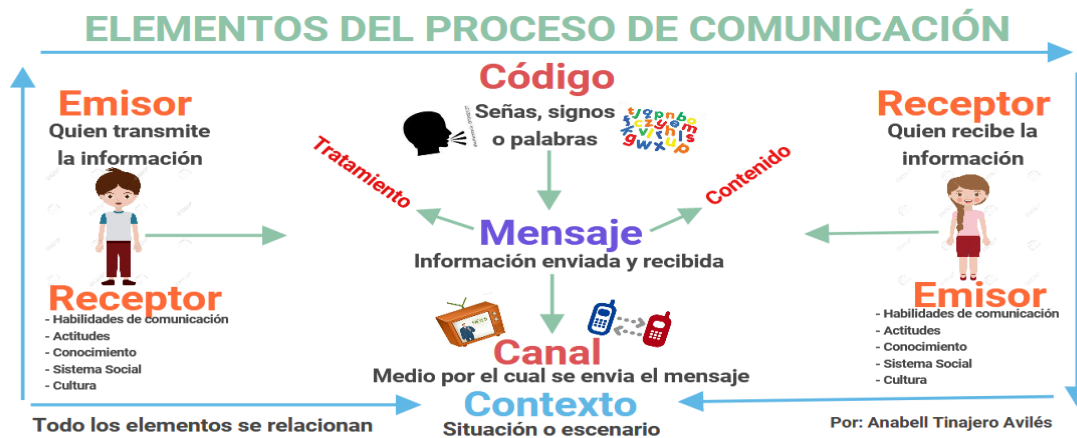 ELEMENTOS DEL PROCESO DE COMUNICACIÓN
Emisor
Quien transmite
la información
Receptor
- Habilidades de comunicación
- Actitudes
- Conocimiento
- Sistema Social
- Cultura
Código
Señas, signos
o palabras
Tratamiento
Contenido
Mensaje
Información enviada y recibida
Canal
Medio por el cual se envia el mensaje
Contexto
Situación o escenario
Receptor
Quien recibe la
información
Emisor
- Habilidades de comunicación
- Actitudes
- Conocimiento
- Sistema Social
- Cultura
Todo los elementos se relacionan
Por: Anabell Tinajero Avilés